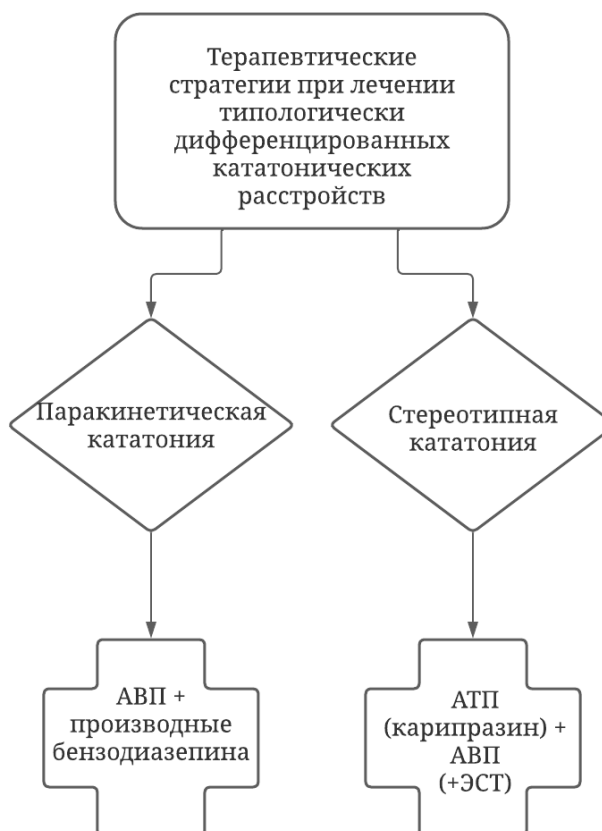 Терапевтические
стратегии при лечении
типологически
дифференцированных
кататонических
расстройств
Паракинетическая
кататония
Стереотипная
кататония
АВП +
производные
бензодиазепина
АТП
(карипразин) +
АВП
(+ЭСТ)